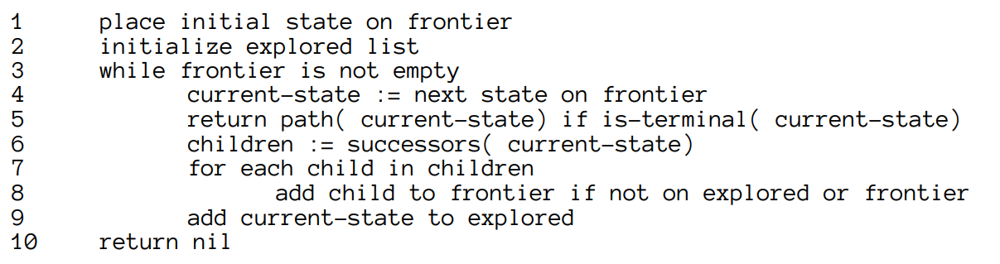 1 place initial state on frontier
2 initialize explored list
3 while frontier is not empty
4 current-state := next state on frontier
5 return path( current-state) if is-terminal( current-state)
6 children := successors( current-state)
7 for each child in children
8 add child to frontier if not on explored or frontier
9 add current-state to explored
10 return nil